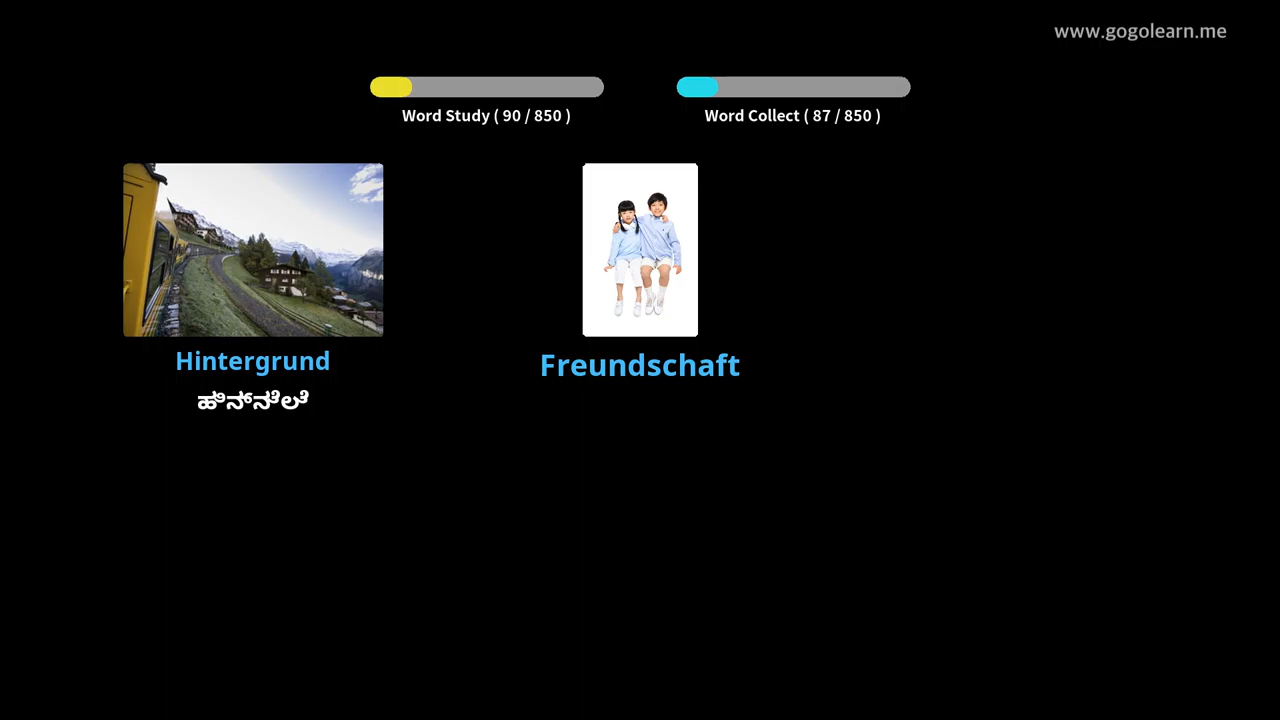 www.gogolearn.me
Word Study ( 90 / 850 )
Word Collect ( 87 / 850 )
Hintergrund
ಹಿನ್ನೆಲೆ
Freundschaft